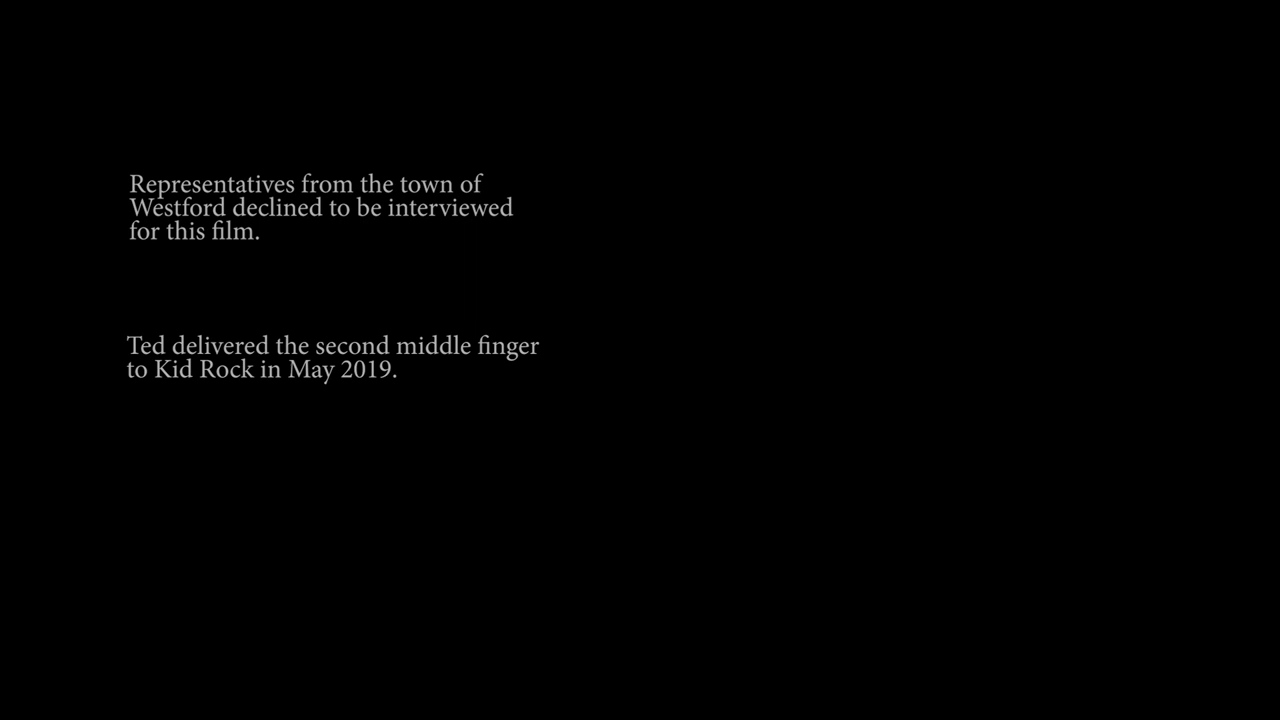 Representatives from the town of
Westford declined to be interviewed
for this film.
Ted delivered the second middle finger
to Kid Rock in May 2019.